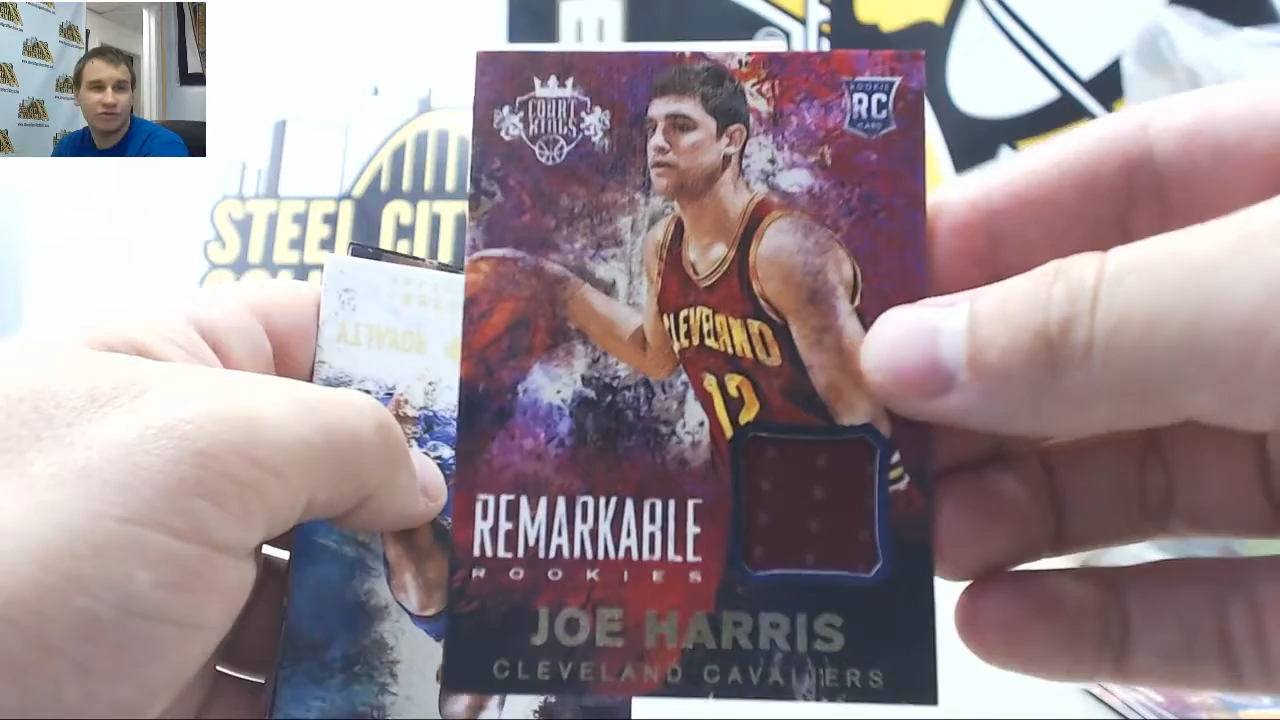 STEEL CIT
COURT
KINGS
ROOKIE
RC
CARD
ROYALTY
CLEVELAND
12
REMARKABLE
ROOKIES
JOE HARRIS
CLEVELAND CAVALIERS